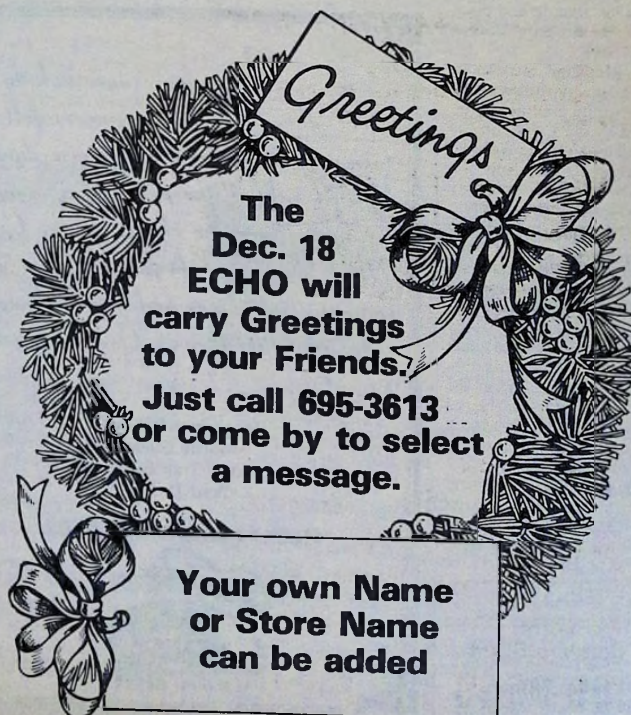 Greetings
The
Dec. 18
ECHO will
carry Greetings
to your Friends.
Just call 695-3613
or come by to select
a message.
Your own Name
or Store Name
can be added